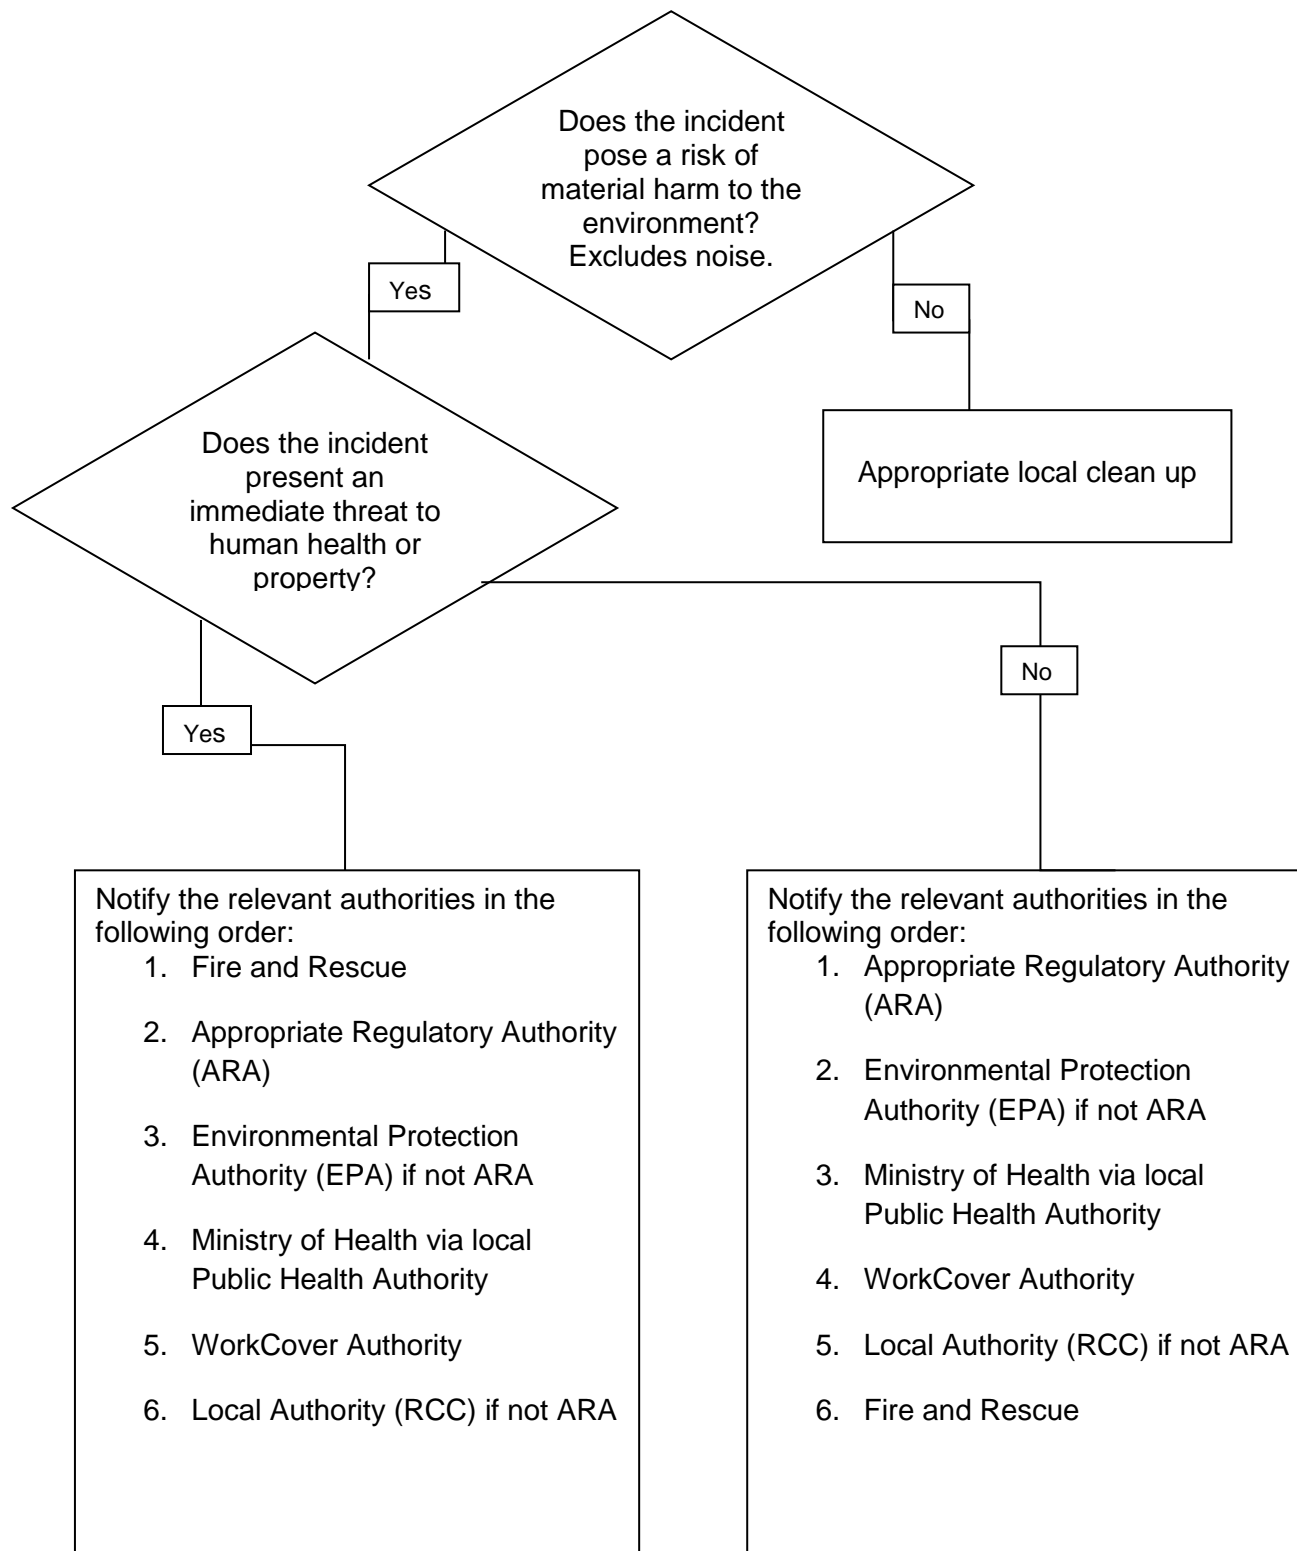 Does the incident
pose a risk of
material harm to the
environment?
Excludes noise.
Yes
No
Does the incident
present an
immediate threat to
human health or
property?
Appropriate local clean up
No
Yes
Notify the relevant authorities in the
following order:
1. Fire and Rescue
2. Appropriate Regulatory Authority
(ARA)
3. Environmental Protection
Authority (EPA) if not ARA
4. Ministry of Health via local
Public Health Authority
5. WorkCover Authority
6. Local Authority (RCC) if not ARA
Notify the relevant authorities in the
following order:
1. Appropriate Regulatory Authority
(ARA)
2. Environmental Protection
Authority (EPA) if not ARA
3. Ministry of Health via local
Public Health Authority
4. WorkCover Authority
5. Local Authority (RCC) if not ARA
6. Fire and Rescue